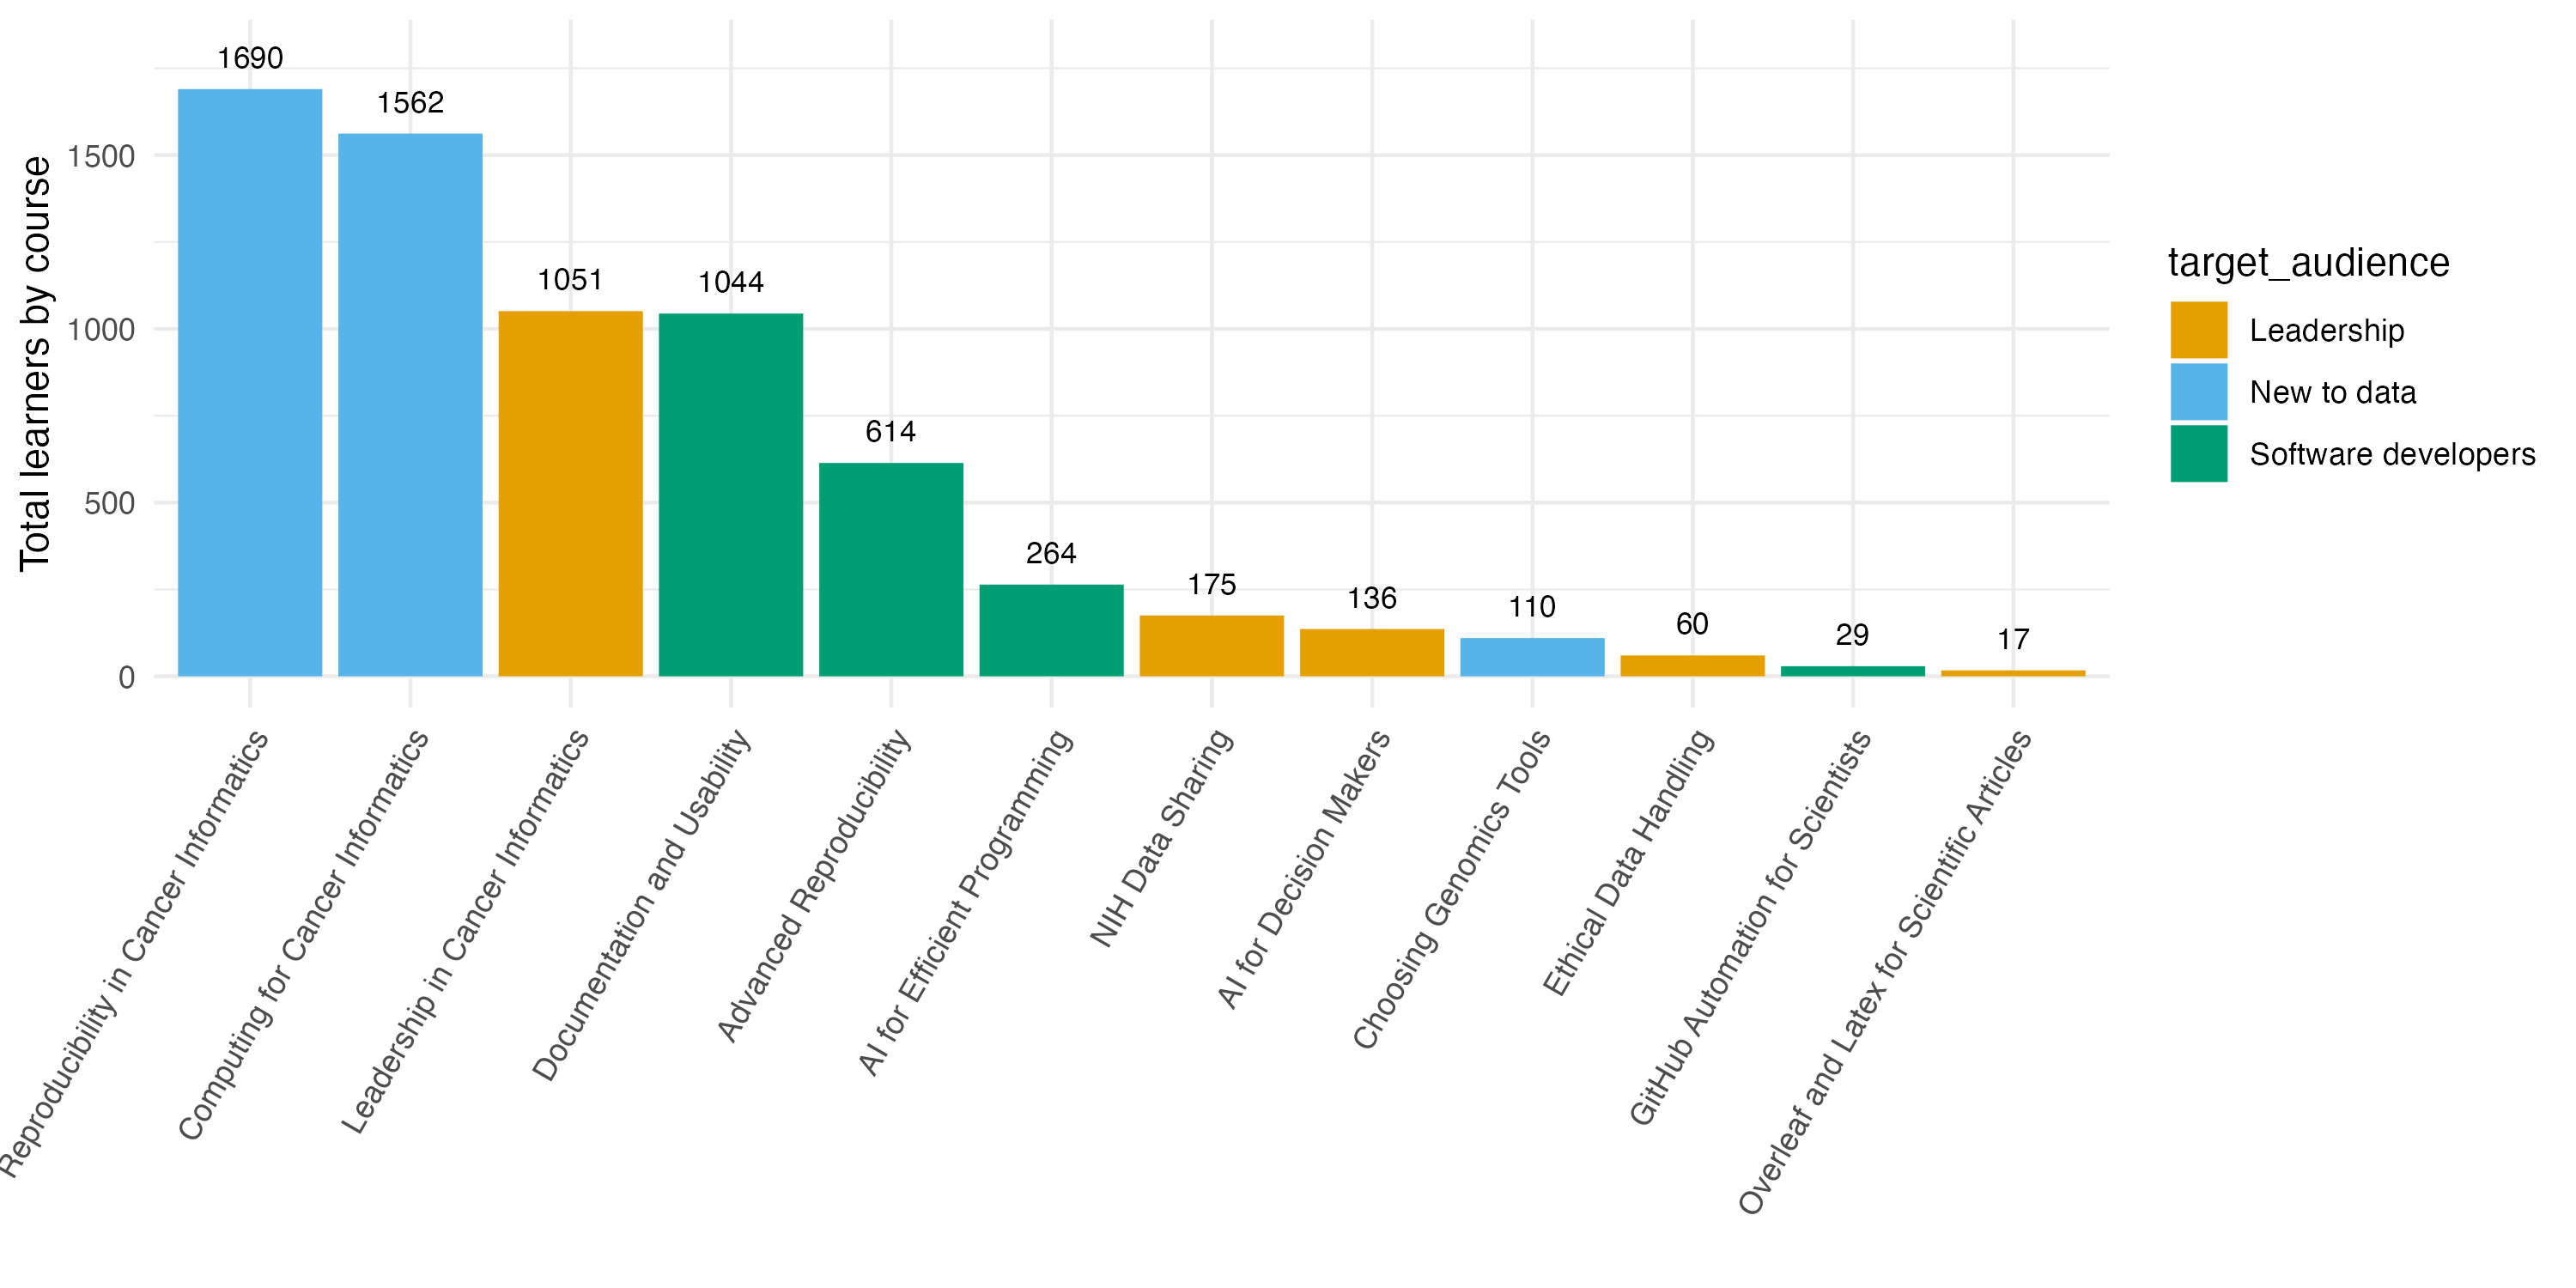 Total learners by course
1500
1000
500
0
1690
1562
1051
1044
614
264
175
136
110
60
29
17
Reproducibility in Cancer Informatics
Computing for Cancer Informatics
Leadership in Cancer Informatics
Documentation and Usability
Advanced Reproducibility
AI for Efficient Programming
NIH Data Sharing
AI for Decision Makers
Choosing Genomics Tools
Ethical Data Handling
GitHub Automation for Scientists
Overleaf and Latex for Scientific Articles
target_audience
Leadership
New to data
Software developers